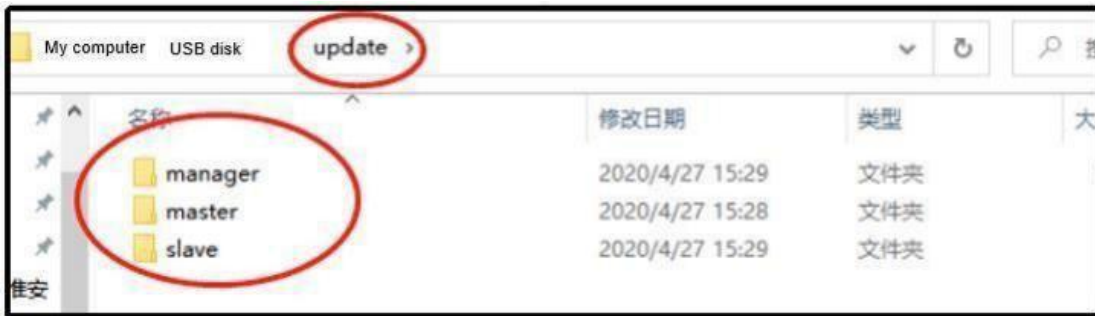 My computer USB disk update >
名称 修改日期 类型 大
manager 2020/4/27 15:29 文件夹
master 2020/4/27 15:28 文件夹
slave 2020/4/27 15:29 文件夹
淮安